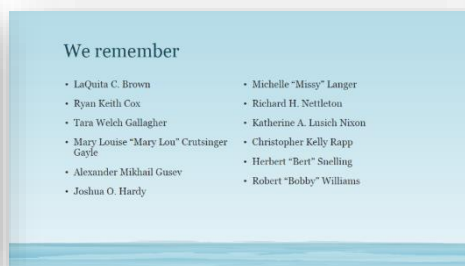 We remember
• LaQuita C. Brown
• Ryan Keith Cox
• Tara Welch Gallagher
• Mary Louise “Mary Lou” Crutsinger
Gayle
• Alexander Mikhail Gusev
• Joshua O. Hardy
• Michelle “Missy” Langer
• Richard H. Nettleton
• Katherine A. Lusich Nixon
• Christopher Kelly Rapp
• Herbert “Bert” Snelling
• Robert “Bobby” Williams